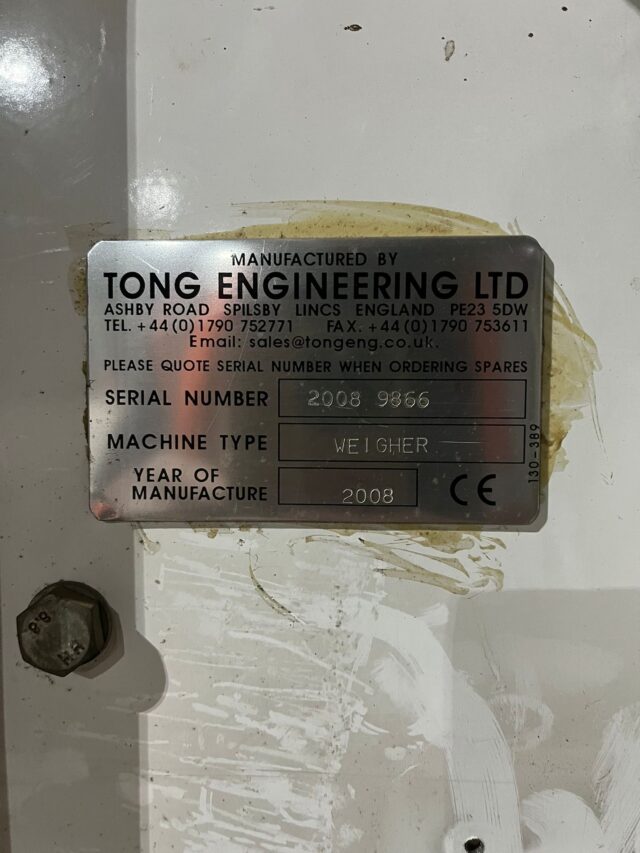 MANUFACTURED BY
TONG ENGINEERING LTD
ASHBY ROAD SPILSBY LINCS ENGLAND PE23 5DW
TEL. +44(0)1790 752771 FAX. +44(0)1790 753611
Email: sales@tongeng.co.uk.
PLEASE QUOTE SERIAL NUMBER WHEN ORDERING SPARES
SERIAL NUMBER 2008 9866
MACHINE TYPE WEIGHER
YEAR OF
MANUFACTURE 2008 CE
130-389
8.8